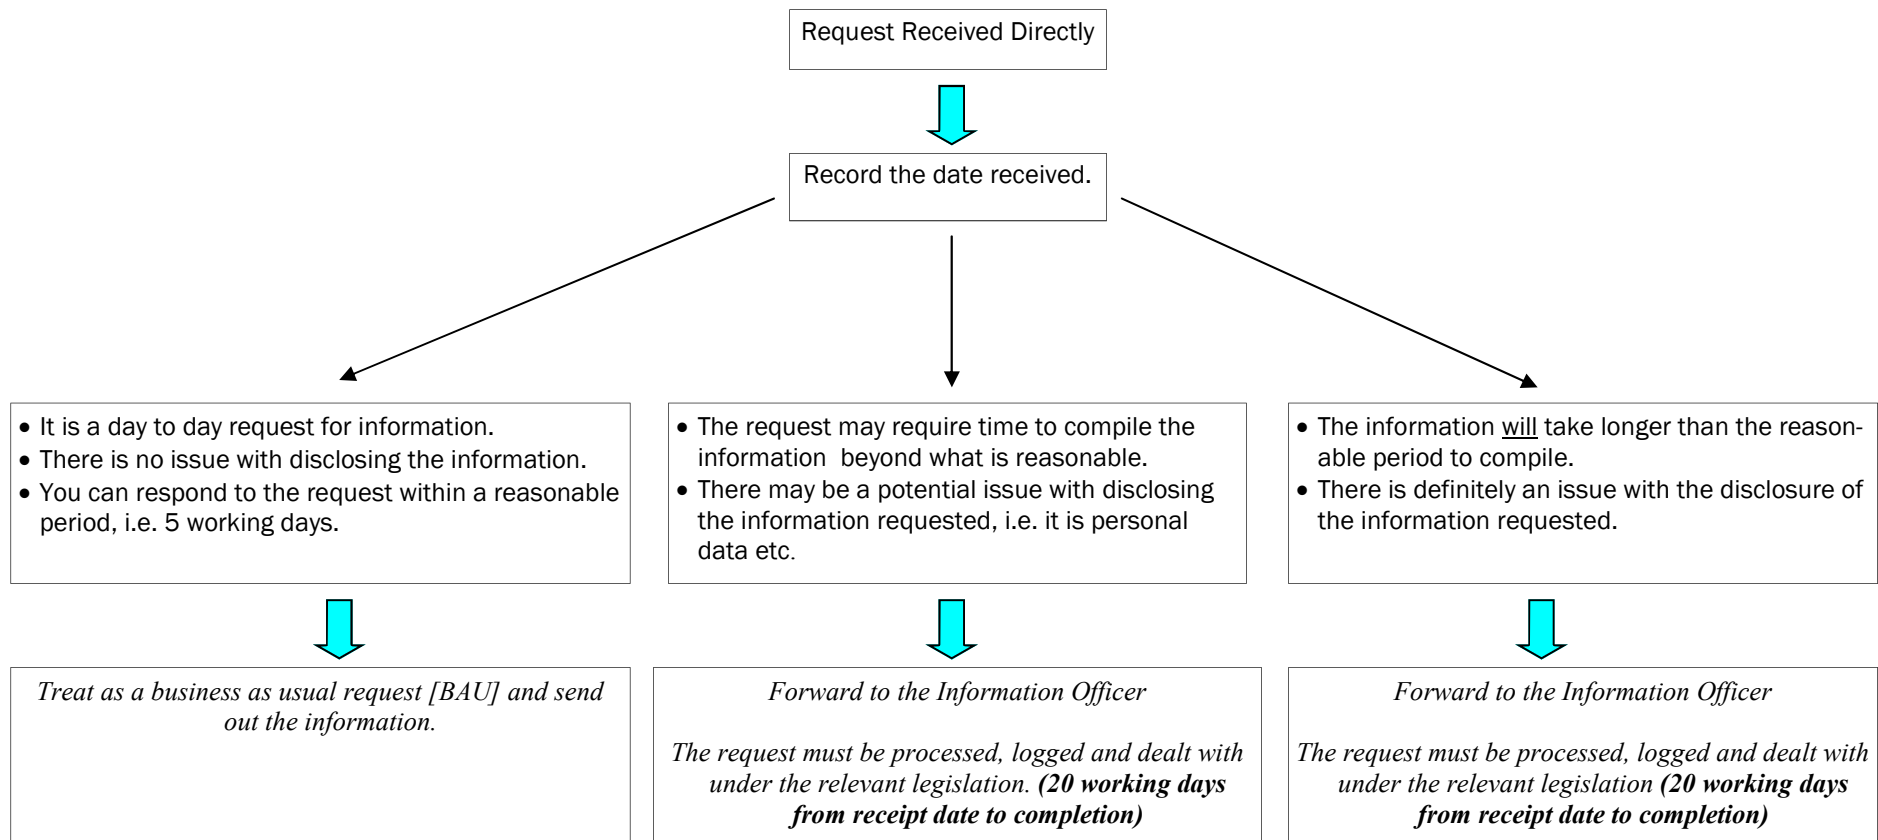 Request Received Directly
Record the date received.
• It is a day to day request for information.
• There is no issue with disclosing the information.
• You can respond to the request within a reasonable
period, i.e. 5 working days.
• The request may require time to compile the
information beyond what is reasonable.
• There may be a potential issue with disclosing
the information requested, i.e. it is personal
data etc.
• The information will take longer than the reason-
able period to compile.
• There is definitely an issue with the disclosure of
the information requested.
Treat as a business as usual request [BAU] and send
out the information.
Forward to the Information Officer
The request must be processed, logged and dealt with
under the relevant legislation. (20 working days
from receipt date to completion)
Forward to the Information Officer
The request must be processed, logged and dealt with
under the relevant legislation (20 working days
from receipt date to completion)